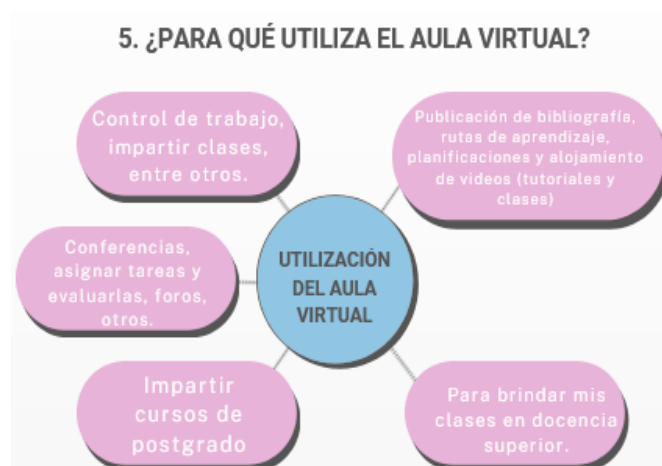 5. ¿PARA QUÉ UTILIZA EL AULA VIRTUAL?
Control de trabajo,
impartir clases,
entre otros.
Publicación de bibliografía,
rutas de aprendizaje,
planificaciones y alojamiento
de videos (tutoriales y
clases)
Conferencias,
asignar tareas y
evaluarlas, foros,
otros.
UTILIZACIÓN
DEL AULA
VIRTUAL
Impartir
cursos de
postgrado
Para brindar mis
clases en docencia
superior.